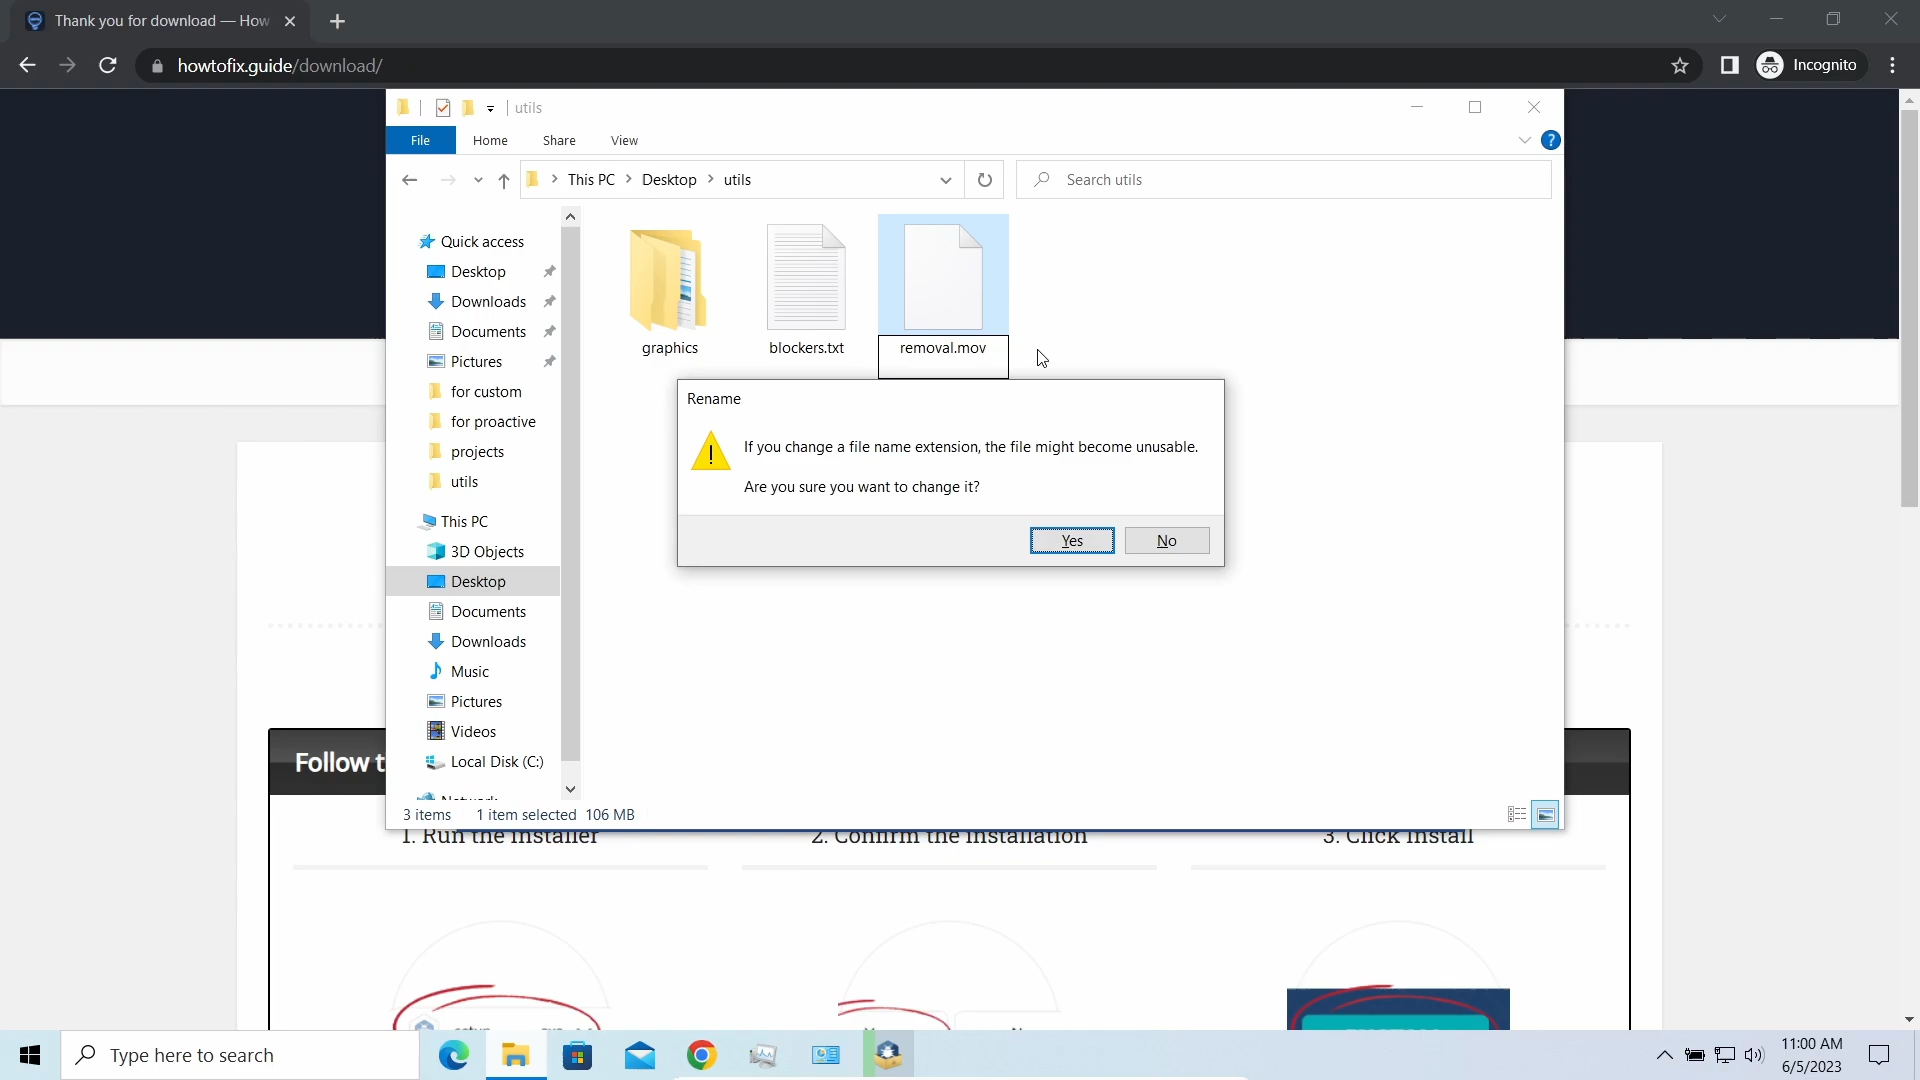 Thank you for download — How
howtofix.guide/download/
Incognito
utils
File
Home
Share
View
This PC
Desktop
utils
Search utils
Quick access
Desktop
Downloads
Documents
Pictures
for custom
for proactive
projects
utils
This PC
3D Objects
Desktop
Documents
Downloads
Music
Pictures
Videos
Local Disk (C:)
Network
graphics
blockers.txt
removal.mov
Rename
If you change a file name extension, the file might become unusable.
Are you sure you want to change it?
Yes
No
3 items
1 item selected
106 MB
Follow t
1. Run the Installer
2. Confirm the Installation
3. Click Install
Type here to search
11:00 AM
6/5/2023